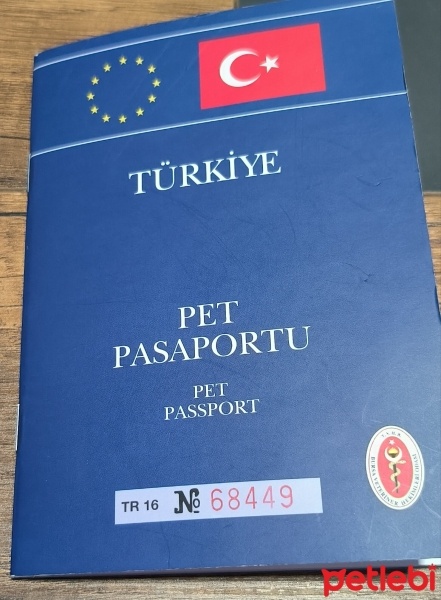 TÜRKİYE
PET
PASAPORTU
PET
PASSPORT
TR 16 № 68449
petlebi